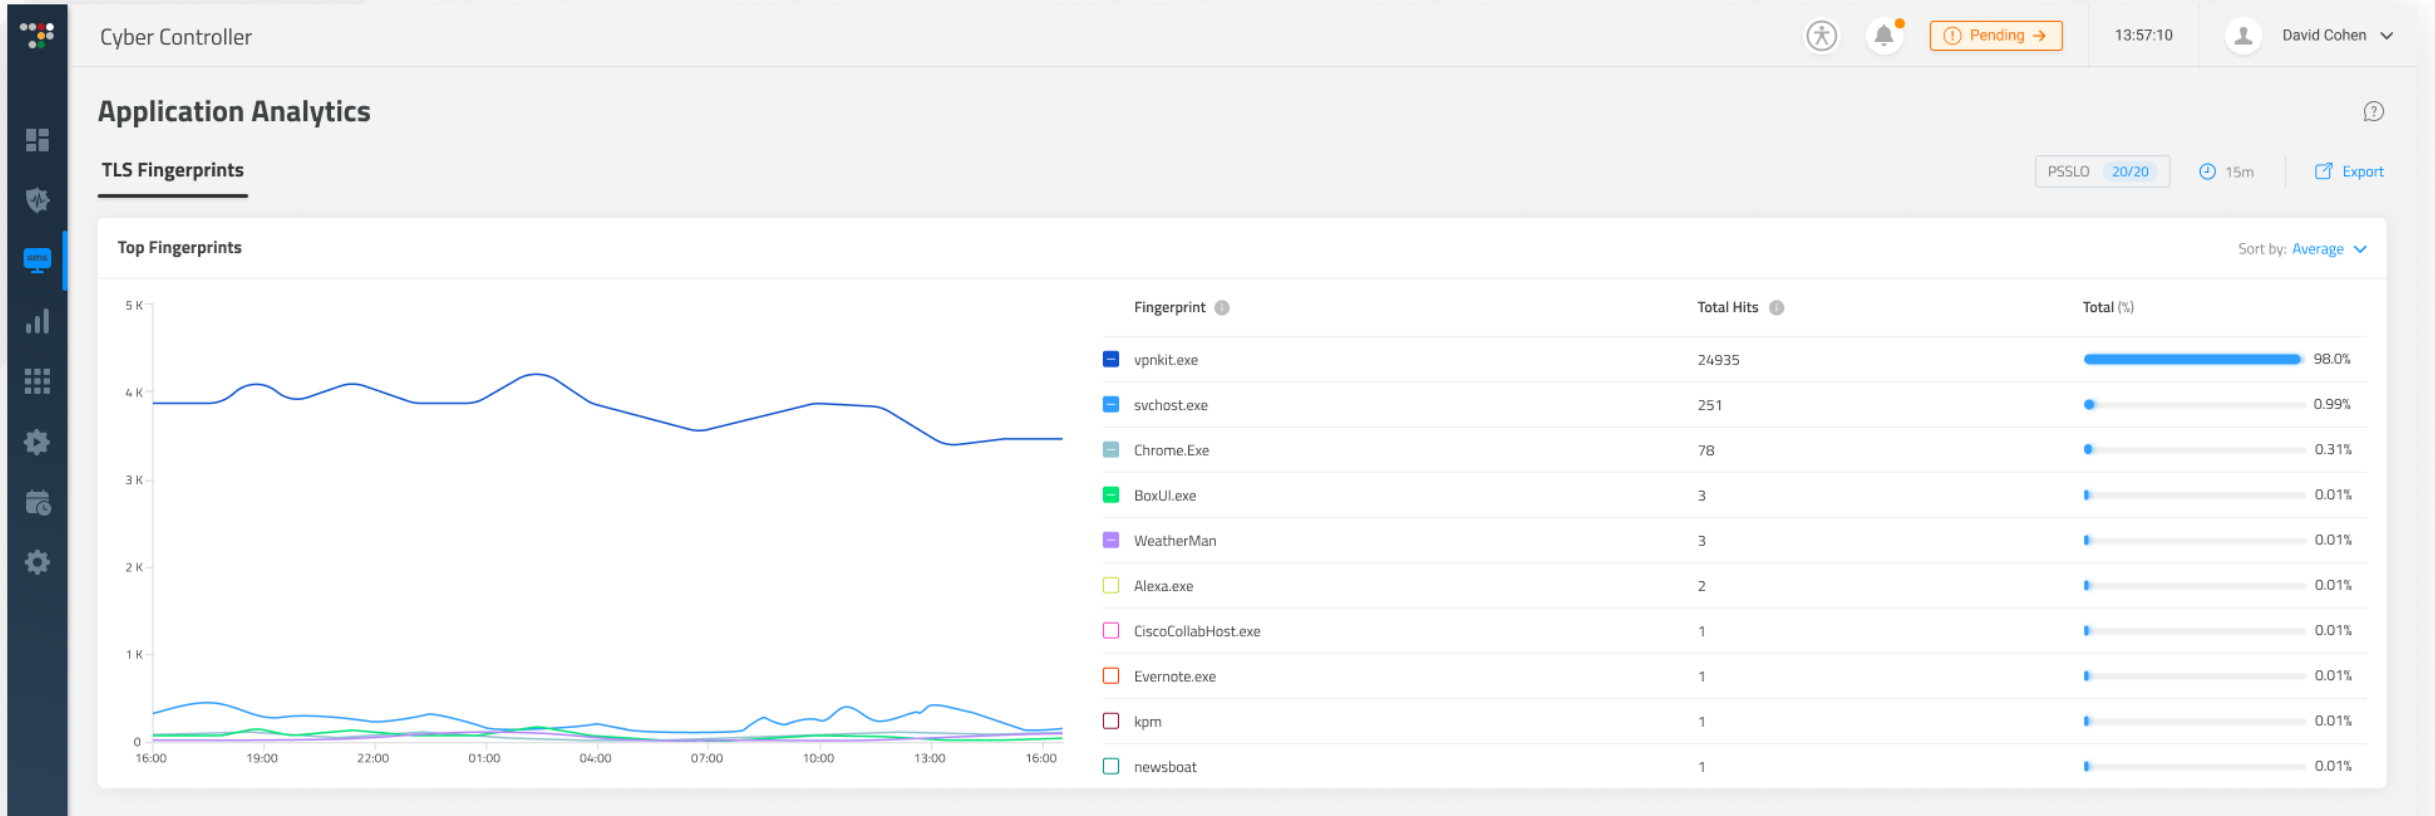 Cyber Controller
Pending →
13:57:10
David Cohen
Application Analytics
TLS Fingerprints
PSSLO 20/20
15m
Export
ams
Top Fingerprints
Sort by: Average
5 K
4 K
3 K
2 K
1 K
0
16:00 19:00 22:00 01:00 04:00 07:00 10:00 13:00 16:00
Fingerprint Total Hits Total (%)
vpnkit.exe 24935 98.0%
svchost.exe 251 0.99%
Chrome.Exe 78 0.31%
BoxUI.exe 3 0.01%
WeatherMan 3 0.01%
Alexa.exe 2 0.01%
CiscoCollabHost.exe 1 0.01%
Evernote.exe 1 0.01%
kpm 1 0.01%
newsboat 1 0.01%